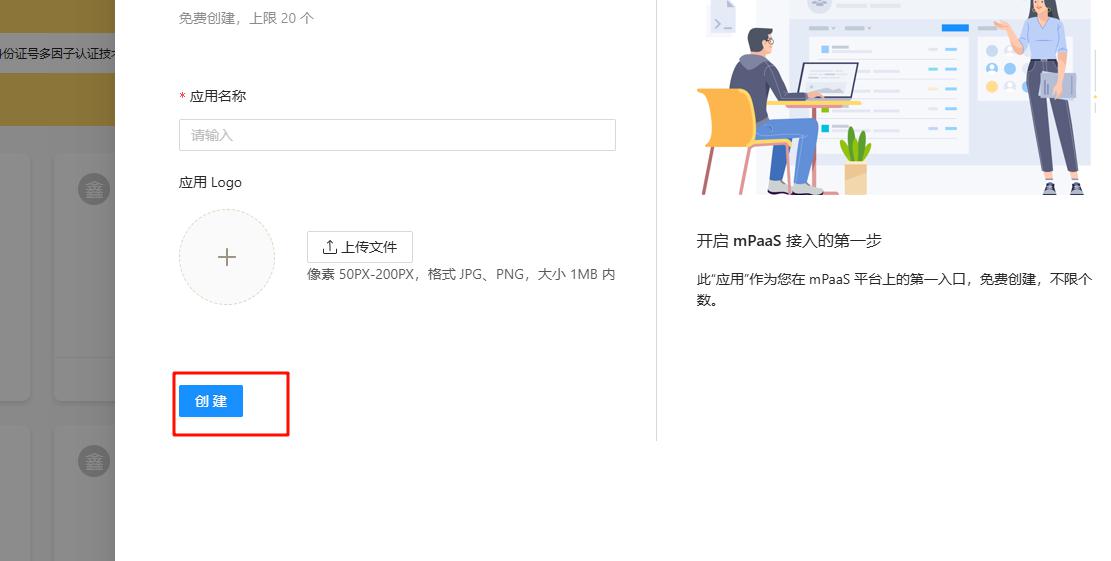 免费创建，上限 20 个
份证号多因子认证技术
* 应用名称
请输入
应用 Logo
上传文件
像素 50PX-200PX，格式 JPG、PNG，大小 1MB 内
创 建
开启 mPaaS 接入的第一步
此“应用”作为您在 mPaaS 平台上的第一入口，免费创建，不限个
数。
鑫
鑫